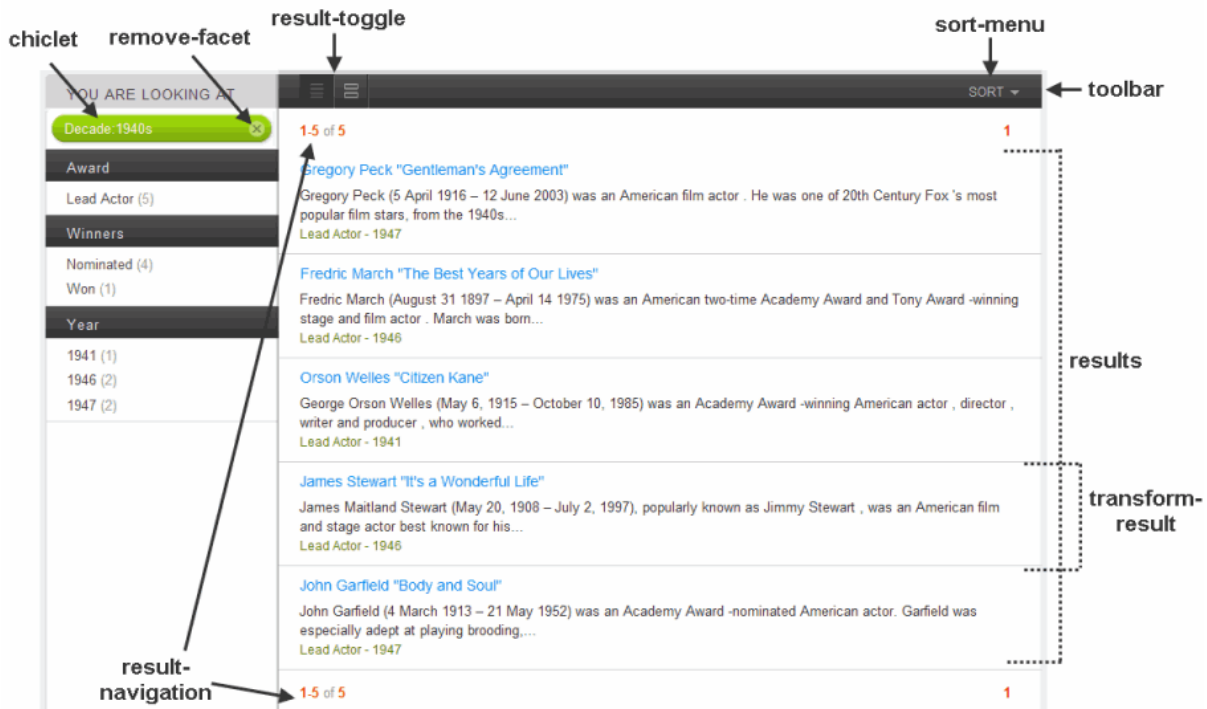 result-toggle
chiclet
remove-facet
sort-menu
YOU ARE LOOKING AT
SORT
toolbar
Decade:1940s
1-5 of 5
1
Award
Lead Actor (5)
Winners
Nominated (4)
Won (1)
Year
1941 (1)
1946 (2)
1947 (2)
Gregory Peck "Gentleman's Agreement"
Gregory Peck (5 April 1916 – 12 June 2003) was an American film actor . He was one of 20th Century Fox 's most
popular film stars, from the 1940s...
Lead Actor - 1947
Fredric March "The Best Years of Our Lives"
Fredric March (August 31 1897 – April 14 1975) was an American two-time Academy Award and Tony Award -winning
stage and film actor . March was born...
Lead Actor - 1946
results
Orson Welles "Citizen Kane"
George Orson Welles (May 6, 1915 – October 10, 1985) was an Academy Award -winning American actor , director ,
writer and producer , who worked...
Lead Actor - 1941
James Stewart "It's a Wonderful Life"
James Maitland Stewart (May 20, 1908 – July 2, 1997), popularly known as Jimmy Stewart , was an American film
and stage actor best known for his...
Lead Actor - 1946
transform-
result
John Garfield "Body and Soul"
John Garfield (4 March 1913 – 21 May 1952) was an Academy Award -nominated American actor. Garfield was
especially adept at playing brooding,...
Lead Actor - 1947
result-
navigation
1-5 of 5
1